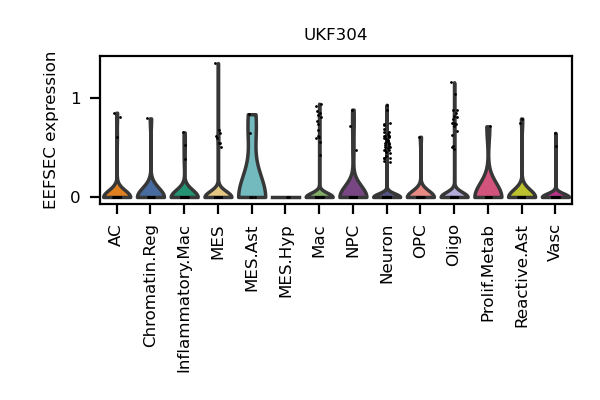 UKF304
EEFSEC expression
1
0
AC
Chromatin.Reg
Inflammatory.Mac
MES
MES.Ast
MES.Hyp
Mac
NPC
Neuron
OPC
Oligo
Prolif.Metab
Reactive.Ast
Vasc